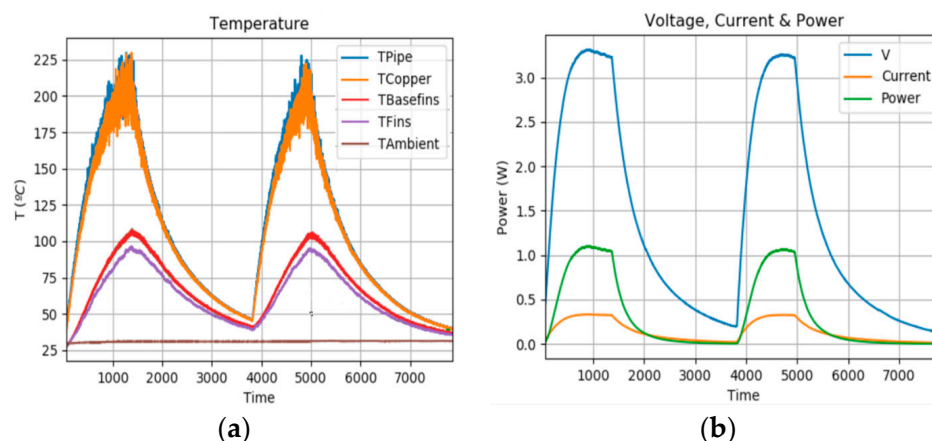 Temperature
T (ºC)
225
200
175
150
125
100
75
50
25
TPipe
TCopper
TBasefins
TFins
TAmbient
1000 2000 3000 4000 5000 6000 7000
Time
(a)
Voltage, Current & Power
Power (W)
3.0
2.5
2.0
1.5
1.0
0.5
0.0
V
Current
Power
1000 2000 3000 4000 5000 6000 7000
Time
(b)